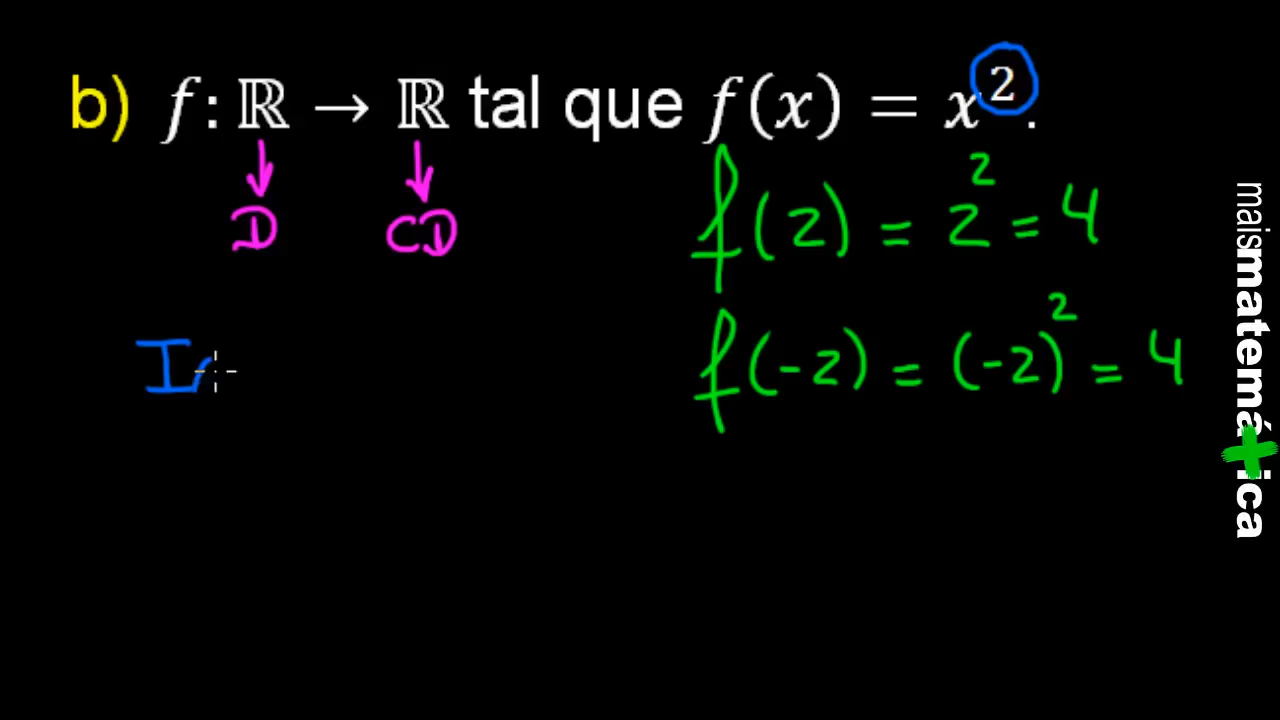 b) f: ℝ → ℝ tal que f(x) = x².
D CD
f(2) = 2² = 4
f(-2) = (-2)² = 4
maismatemática